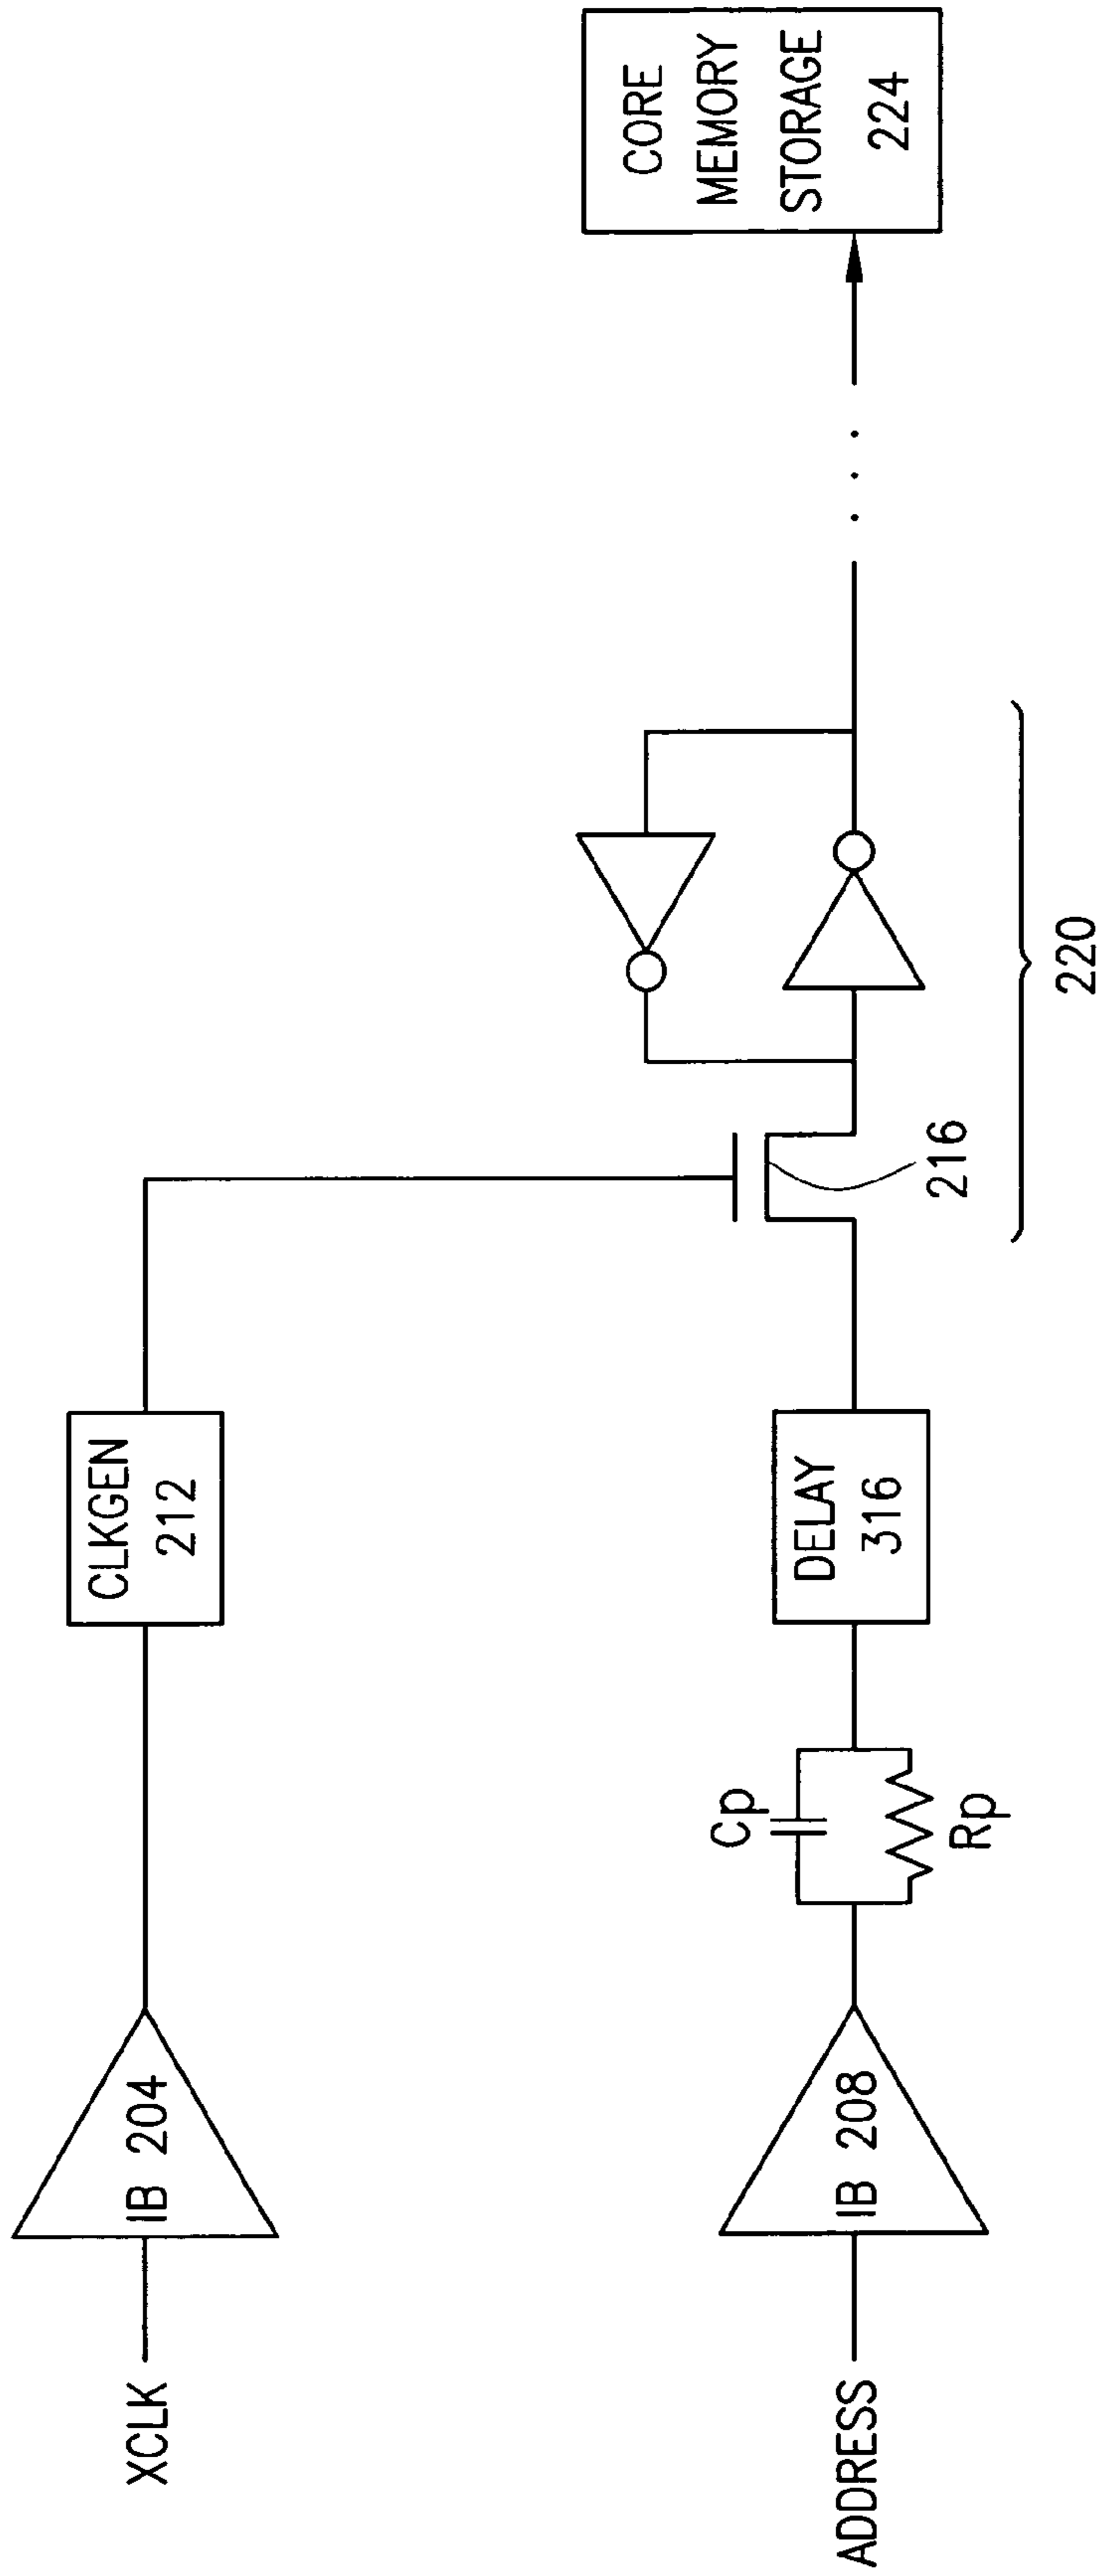 XCLK
IB 204
CLKGEN
212
ADDRESS
IB 208
Cp
Rp
DELAY
316
216
220
CORE
MEMORY
STORAGE
224